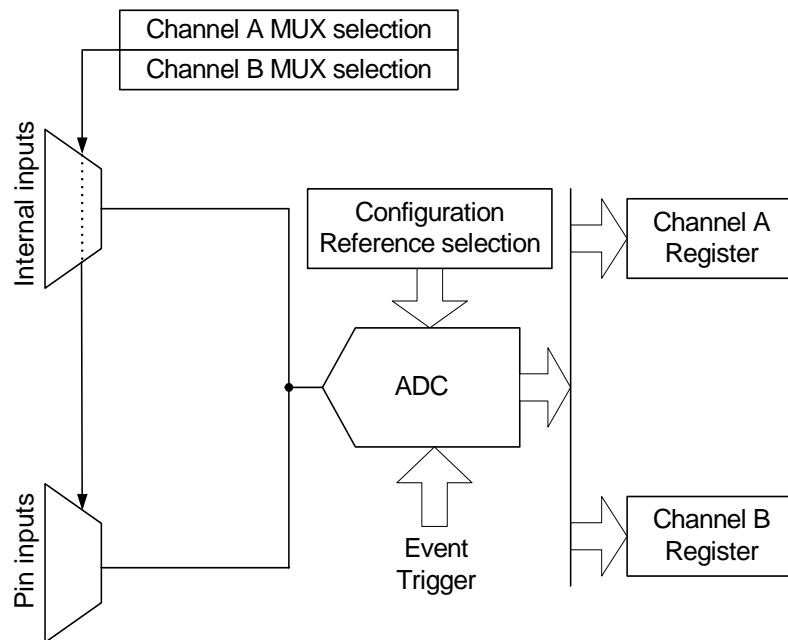 Channel A MUX selection
Channel B MUX selection
Internal inputs
Configuration
Reference selection
Channel A
Register
ADC
Pin inputs
Event
Trigger
Channel B
Register